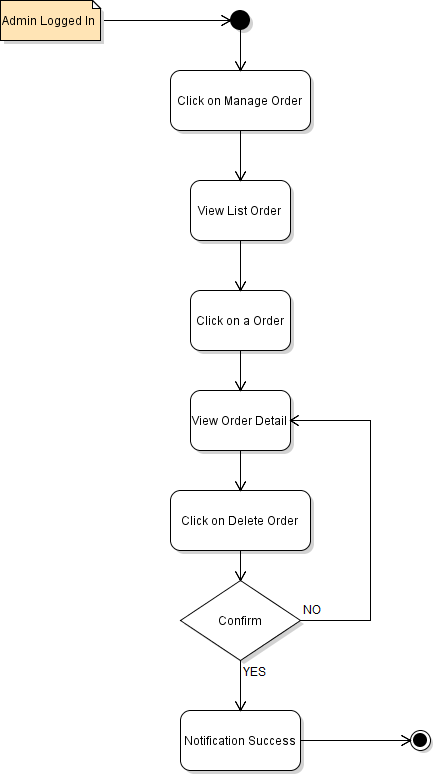 Admin Logged In
Click on Manage Order
View List Order
Click on a Order
View Order Detail
Click on Delete Order
Confirm
NO
YES
Notification Success